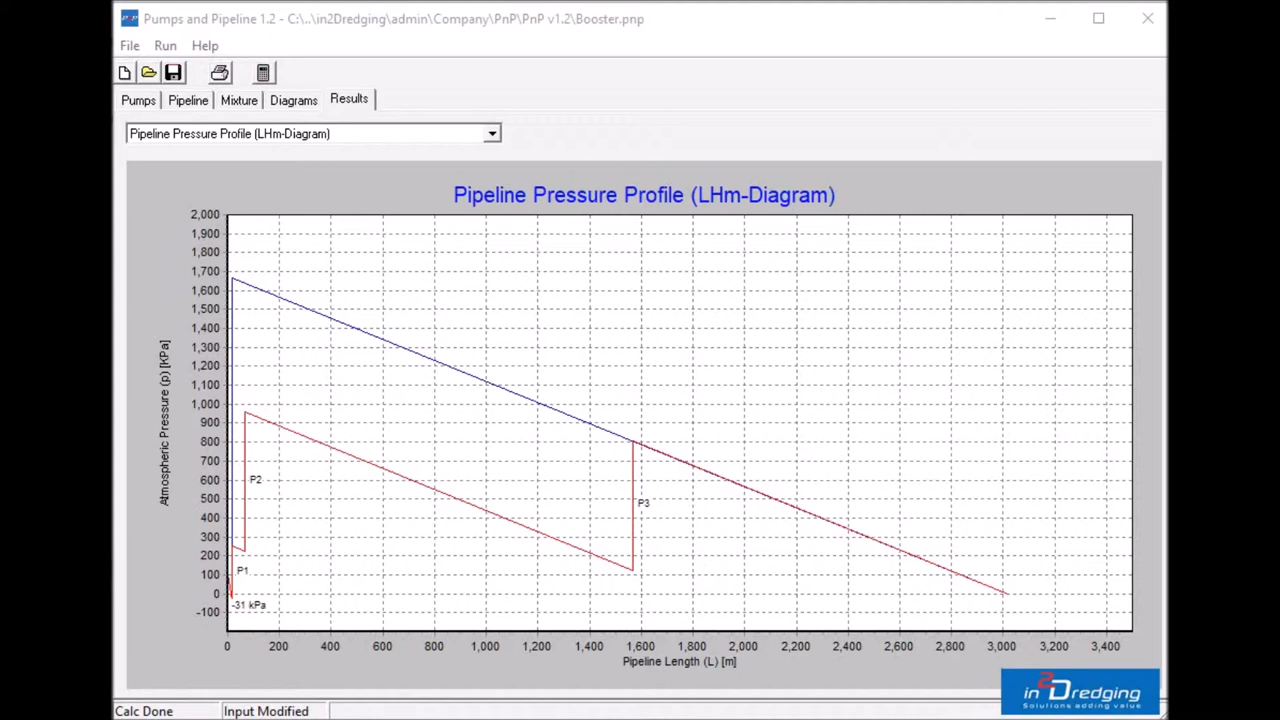 Pumps and Pipeline 1.2 - C:\..\in2Dredging\admin\Company\PnP\PnP v1.2\Booster.pnp
File Run Help
Pumps Pipeline Mixture Diagrams Results
Pipeline Pressure Profile (LHm-Diagram)
Pipeline Pressure Profile (LHm-Diagram)
Atmospheric Pressure (p) [KPa]
2,000
1,900
1,800
1,700
1,600
1,500
1,400
1,300
1,200
1,100
1,000
900
800
700
600
500
400
300
200
100
0
-100
P2
P3
P1
-31 kPa
0 200 400 600 800 1,000 1,200 1,400 1,600 1,800 2,000 2,200 2,400 2,600 2,800 3,000 3,200 3,400
Pipeline Length (L) [m]
in2Dredging
Solutions adding value
Calc Done Input Modified